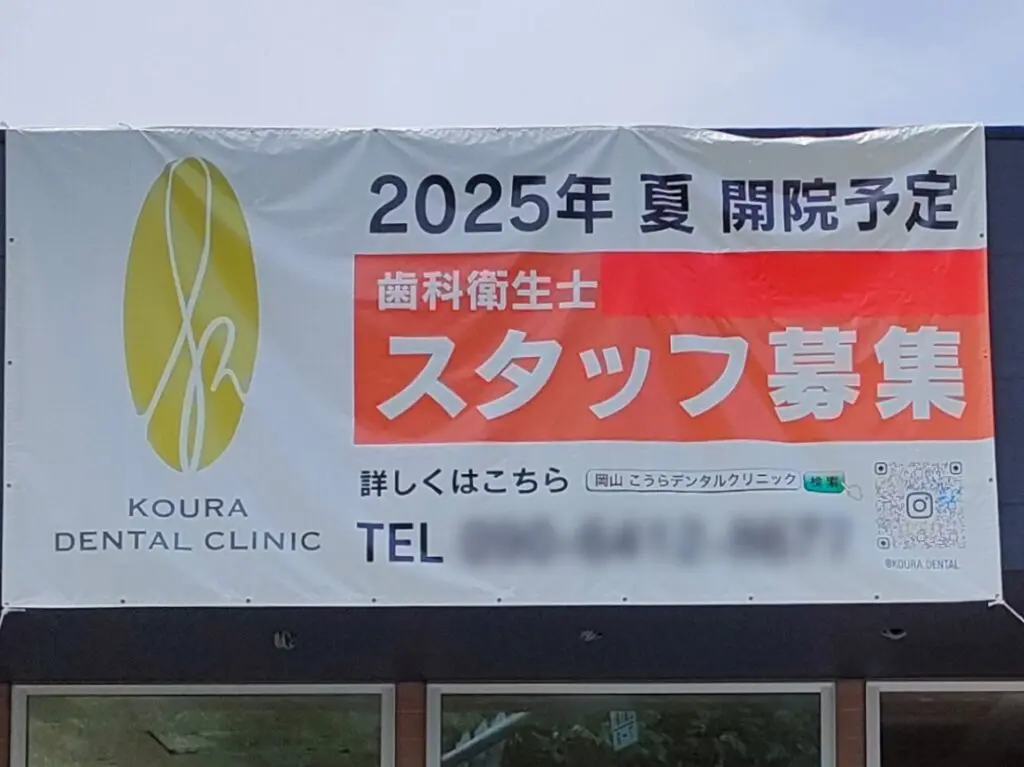 KOURA
DENTAL CLINIC
2025年 夏 開院予定
歯科衛生士
スタッフ募集
詳しくはこちら 岡山 こうらデンタルクリニック 検索
TEL
@KOURA.DENTAL